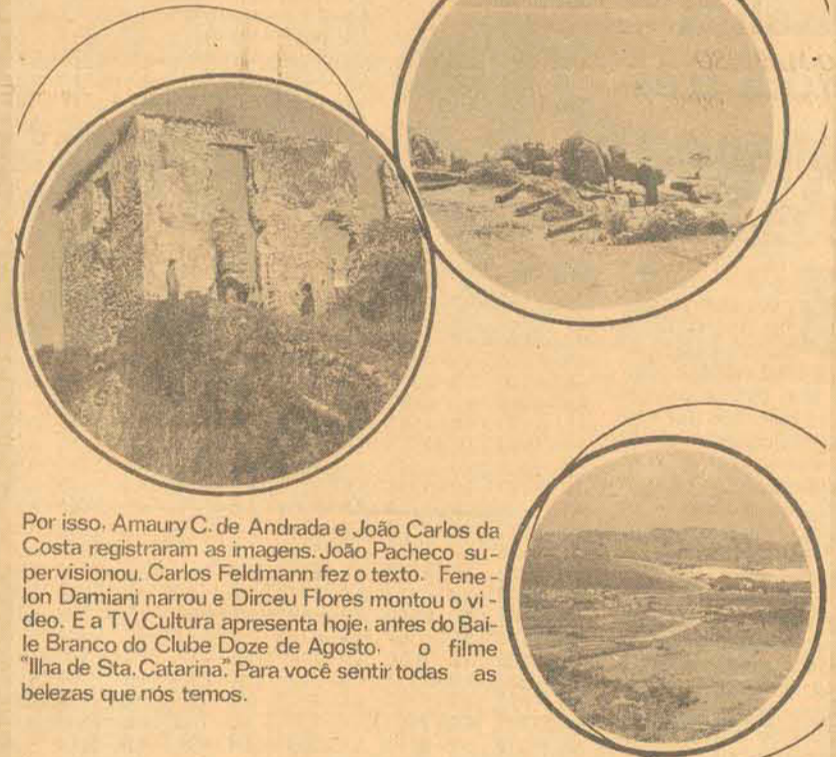 Por isso, Amaury C. de Andrada e João Carlos da
Costa registraram as imagens. João Pacheco su-
pervisionou. Carlos Feldmann fez o texto. Fene-
lon Damiani narrou e Dirceu Flores montou o vi-
deo. E a TV Cultura apresenta hoje, antes do Bai-
le Branco do Clube Doze de Agosto, o filme
"Ilha de Sta. Catarina." Para você sentir todas as
belezas que nós temos.